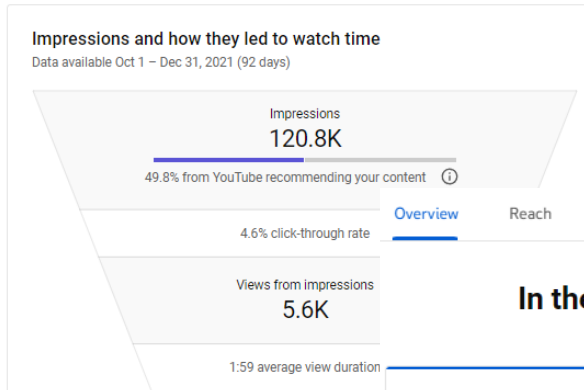 Impressions and how they led to watch time
Data available Oct 1 – Dec 31, 2021 (92 days)
Impressions
120.8K
49.8% from YouTube recommending your content
Overview Reach
4.6% click-through rate
In the
Views from impressions
5.6K
1:59 average view duration